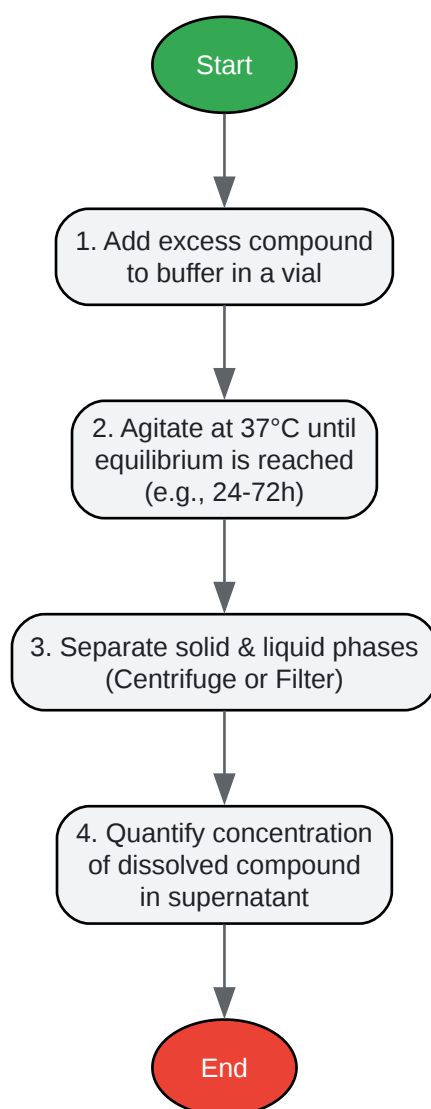 Start
1. Add excess compound
to buffer in a vial
2. Agitate at 37°C until
equilibrium is reached
(e.g., 24-72h)
3. Separate solid & liquid phases
(Centrifuge or Filter)
4. Quantify concentration
of dissolved compound
in supernatant
End